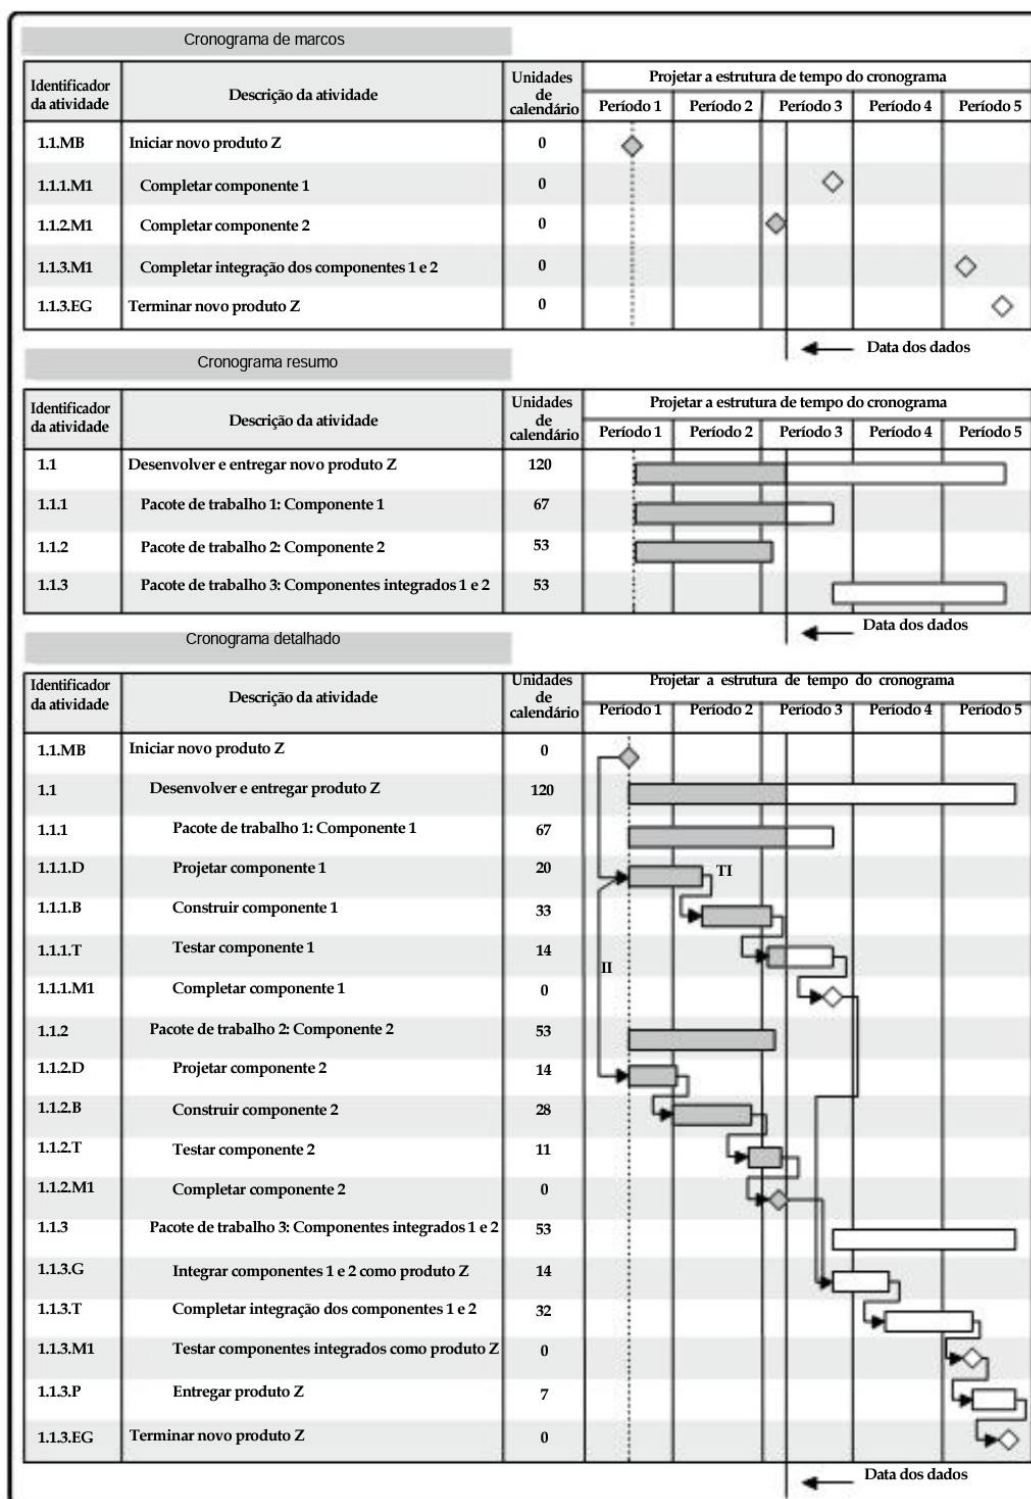 Cronograma de marcos
Identificador da atividade Descrição da atividade Unidades de calendário Projetar a estrutura de tempo do cronograma
Período 1 Período 2 Período 3 Período 4 Período 5
1.1.MB Iniciar novo produto Z 0
1.1.1.M1 Completar componente 1 0
1.1.2.M1 Completar componente 2 0
1.1.3.M1 Completar integração dos componentes 1 e 2 0
1.1.3.EG Terminar novo produto Z 0
Data dos dados
Cronograma resumo
Identificador da atividade Descrição da atividade Unidades de calendário Projetar a estrutura de tempo do cronograma
Período 1 Período 2 Período 3 Período 4 Período 5
1.1 Desenvolver e entregar novo produto Z 120
1.1.1 Pacote de trabalho 1: Componente 1 67
1.1.2 Pacote de trabalho 2: Componente 2 53
1.1.3 Pacote de trabalho 3: Componentes integrados 1 e 2 53
Data dos dados
Cronograma detalhado
Identificador da atividade Descrição da atividade Unidades de calendário Projetar a estrutura de tempo do cronograma
Período 1 Período 2 Período 3 Período 4 Período 5
1.1.MB Iniciar novo produto Z 0
1.1 Desenvolver e entregar produto Z 120
1.1.1 Pacote de trabalho 1: Componente 1 67
1.1.1.D Projetar componente 1 20 TI
1.1.1.B Construir componente 1 33
1.1.1.T Testar componente 1 14
II
1.1.1.M1 Completar componente 1 0
1.1.2 Pacote de trabalho 2: Componente 2 53
1.1.2.D Projetar componente 2 14
1.1.2.B Construir componente 2 28
1.1.2.T Testar componente 2 11
1.1.2.M1 Completar componente 2 0
1.1.3 Pacote de trabalho 3: Componentes integrados 1 e 2 53
1.1.3.G Integrar componentes 1 e 2 como produto Z 14
1.1.3.T Completar integração dos componentes 1 e 2 32
1.1.3.M1 Testar componentes integrados como produto Z 0
1.1.3.P Entregar produto Z 7
1.1.3.EG Terminar novo produto Z 0
Data dos dados